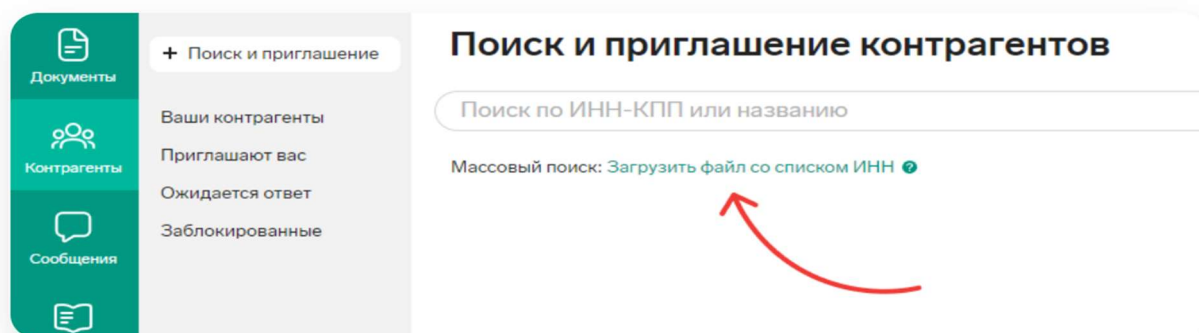 Документы
Контрагенты
Сообщения
+ Поиск и приглашение
Ваши контрагенты
Приглашают вас
Ожидается ответ
Заблокированные
Поиск и приглашение контрагентов
Поиск по ИНН-КПП или названию
Массовый поиск: Загрузить файл со списком ИНН ?